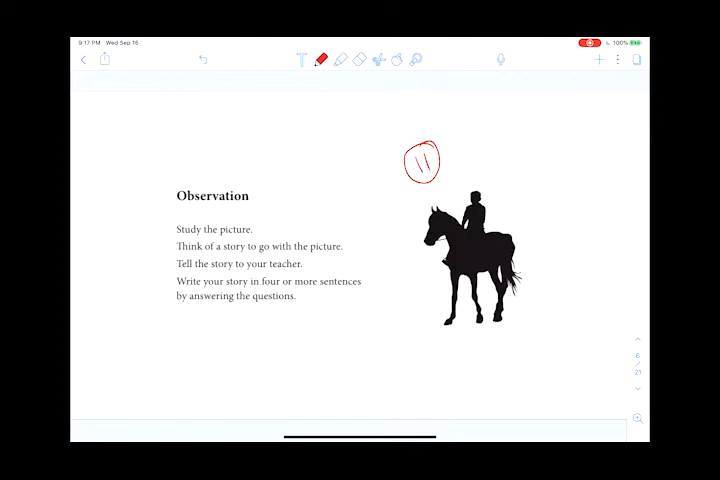 9:17 PM Wed Sep 16
100%
T
11
Observation
Study the picture.
Think of a story to go with the picture.
Tell the story to your teacher.
Write your story in four or more sentences
by answering the questions.
6
/
21